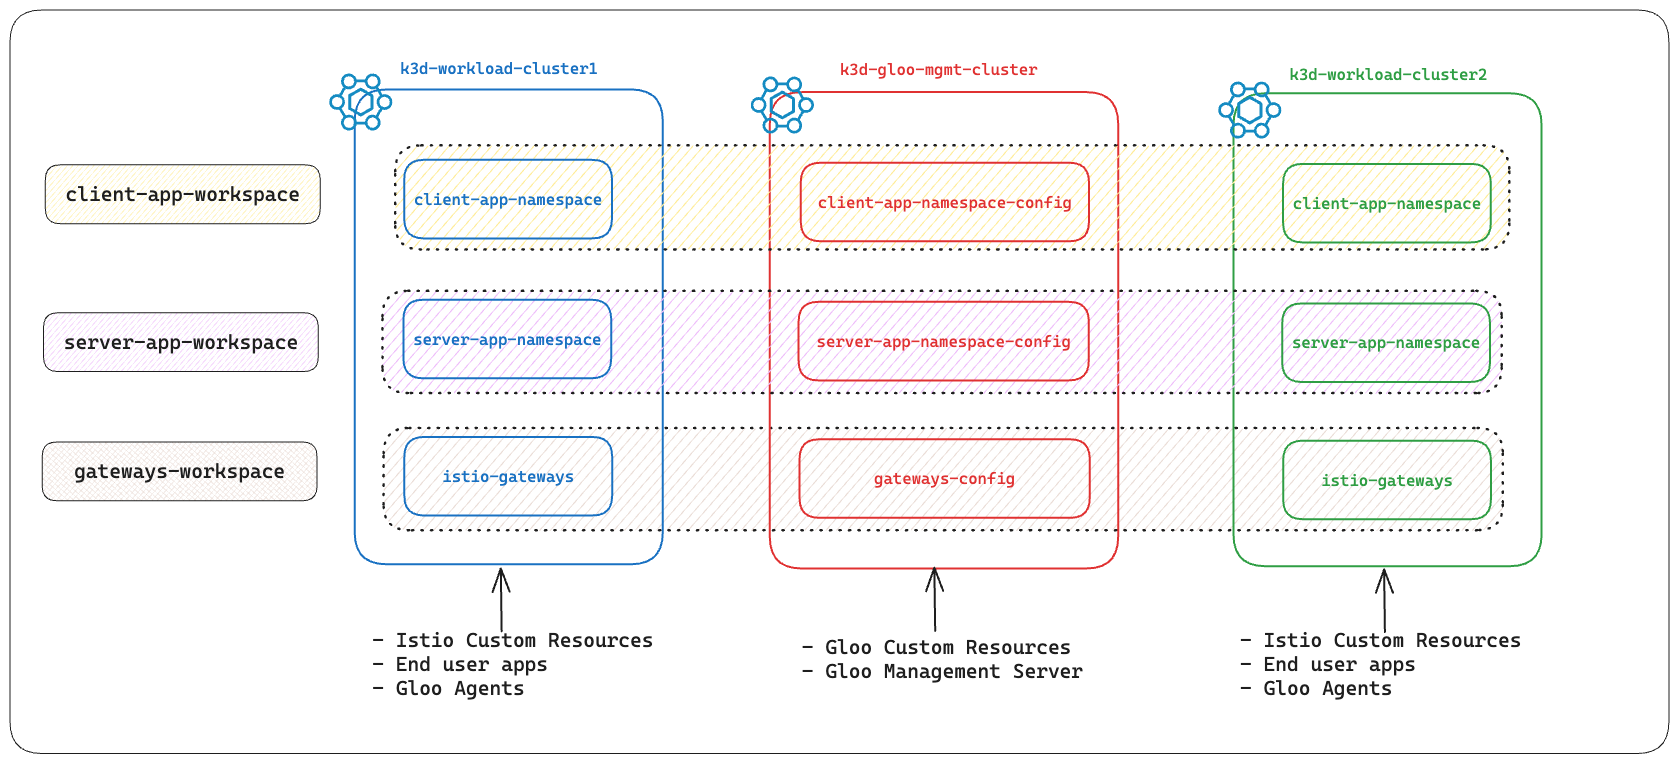 k3d-workload-cluster1
k3d-gloo-mgmt-cluster
k3d-workload-cluster2
client-app-workspace
client-app-namespace
client-app-namespace-config
client-app-namespace
server-app-workspace
server-app-namespace
server-app-namespace-config
server-app-namespace
gateways-workspace
istio-gateways
gateways-config
istio-gateways
- Istio Custom Resources
- End user apps
- Gloo Agents
- Gloo Custom Resources
- Gloo Management Server
- Istio Custom Resources
- End user apps
- Gloo Agents